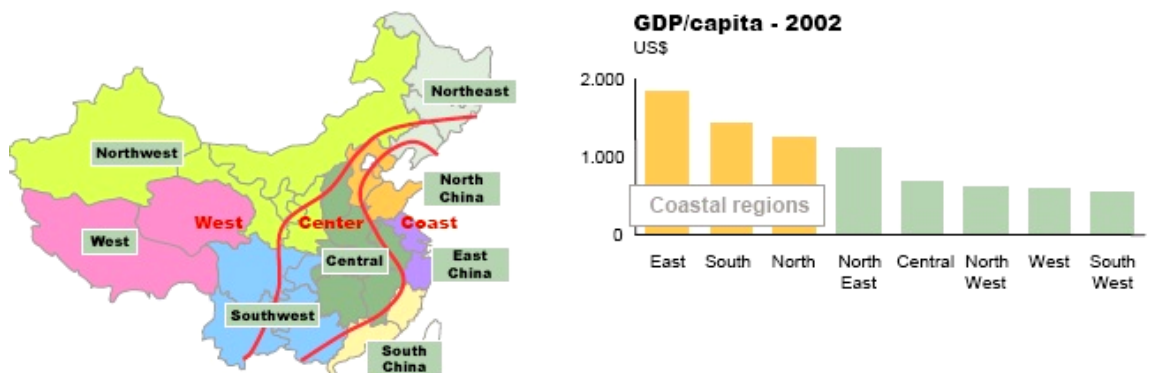 Northeast
Northwest
North
China
West
Center
Coast
West
Central
East
China
Southwest
South
China
GDP/capita - 2002
US$
2.000
1.000
Coastal regions
0
East
South
North
North
East
Central
North
West
West
South
West